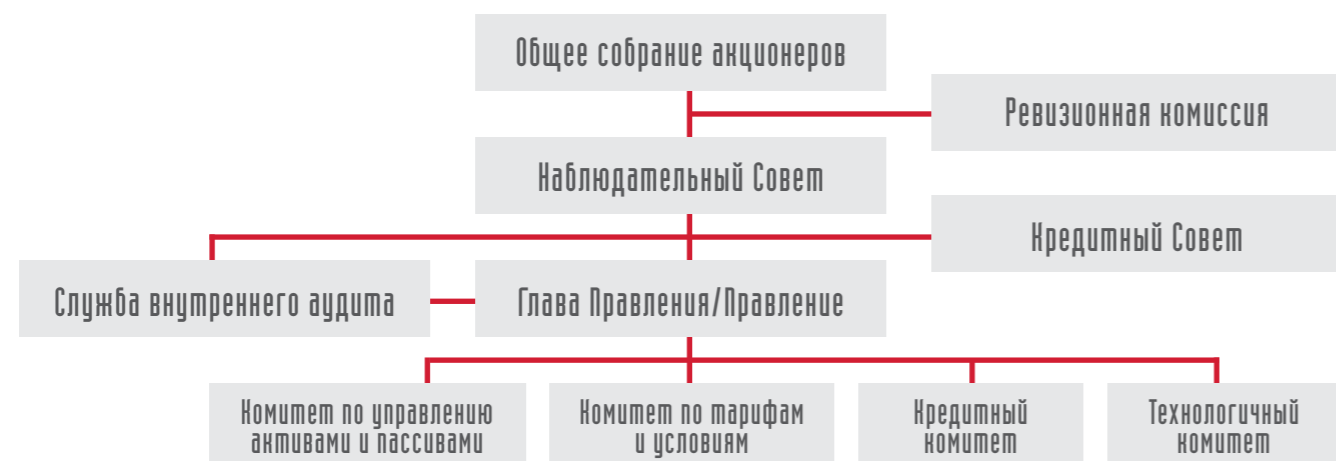 Общее собрание акционеров
Ревизионная комиссия
Наблюдательный Совет
Кредитный Совет
Служба внутреннего аудита
Глава Правления/Правление
Комитет по управлению
активами и пассивами
Комитет по тарифам
и условиям
Кредитный
комитет
Технологичный
комитет